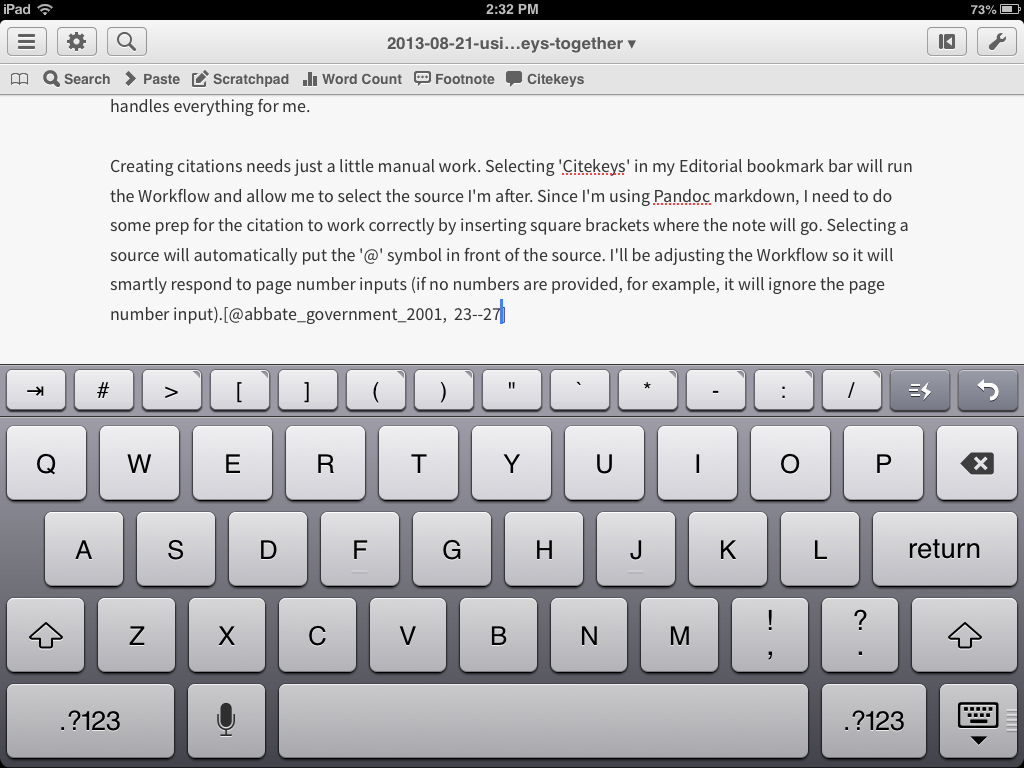 iPad 2:32 PM 73%
2013-08-21-usi…eys-together ▾
Search Paste Scratchpad Word Count Footnote Citekeys
handles everything for me.
Creating citations needs just a little manual work. Selecting 'Citekeys' in my Editorial bookmark bar will run
the Workflow and allow me to select the source I'm after. Since I'm using Pandoc markdown, I need to do
some prep for the citation to work correctly by inserting square brackets where the note will go. Selecting a
source will automatically put the '@' symbol in front of the source. I'll be adjusting the Workflow so it will
smartly respond to page number inputs (if no numbers are provided, for example, it will ignore the page
number input).[@abbate_government_2001, 23--27]
⇥ # > [ ] ( ) " ` * - : /
Q W E R T Y U I O P
A S D F G H J K L return
Z X C V B N M ! , ? .
.?123 .?123